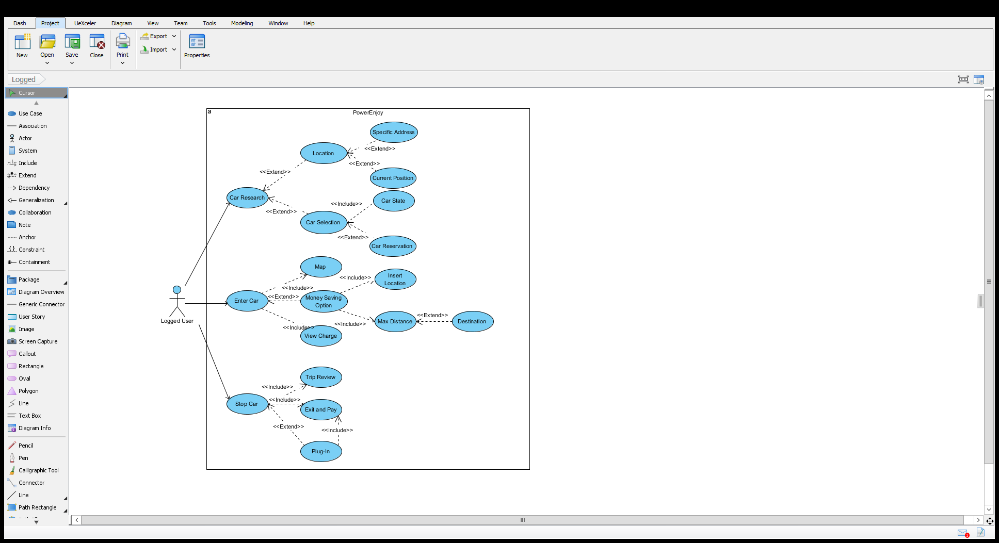 Dash Project UeXceler Diagram View Team Tools Modeling Window Help
New Open Save Close Print Export Import Properties
Logged
Cursor
Use Case
Association
Actor
System
Include
Extend
Dependency
Generalization
Collaboration
Note
Anchor
Constraint
Containment
Package
Diagram Overview
Generic Connector
User Story
Image
Screen Capture
Callout
Rectangle
Oval
Polygon
Line
Text Box
Diagram Info
Pencil
Pen
Calligraphic Tool
Connector
Line
Path Rectangle
a
PowerEnjoy
Specific Address
<<Extend>>
Location
<<Extend>>
<<Extend>>
Current Position
Car Research
Car State
<<Include>>
<<Extend>>
Car Selection
<<Extend>>
Car Reservation
Map
<<Include>>
Insert
Location
<<Include>>
<<Extend>>
Enter Car
Money Saving
Option
Logged User
<<Include>>
<<Include>>
Max Distance
<<Extend>>
Destination
View Charge
Trip Review
<<Include>>
<<Include>>
Stop Car
Exit and Pay
<<Extend>>
<<Include>>
Plug-In
1